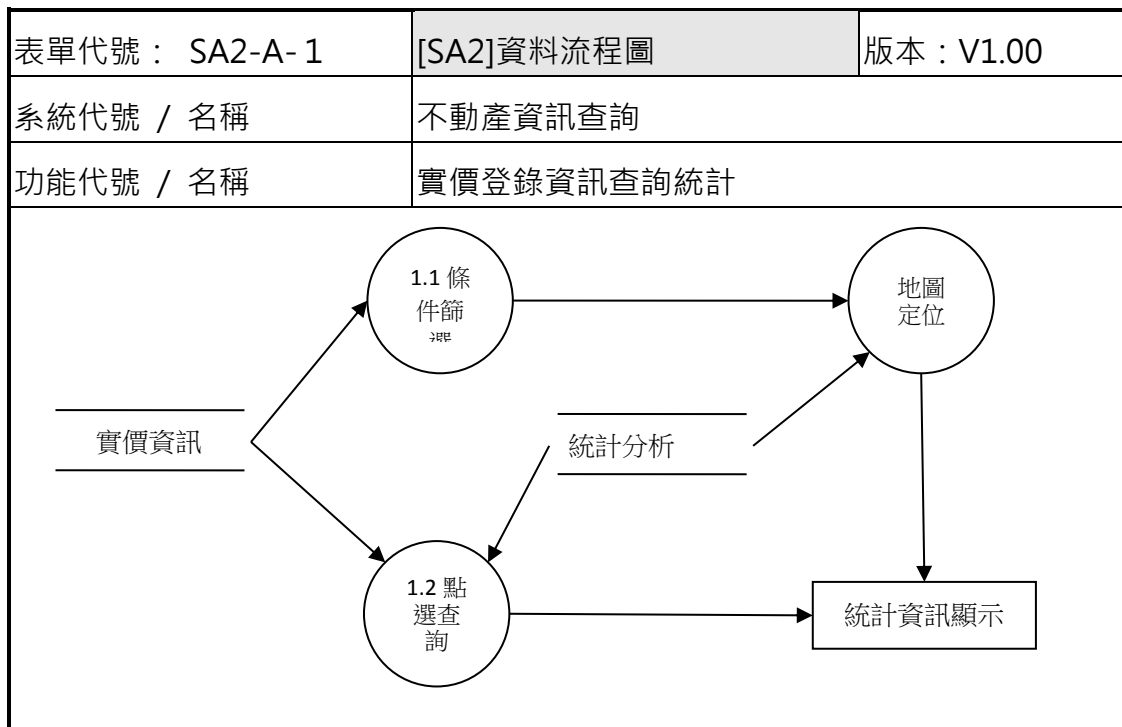 表單代號： SA2-A-1
[SA2]資料流程圖
版本：V1.00
系統代號 / 名稱
不動產資訊查詢
功能代號 / 名稱
實價登錄資訊查詢統計
1.1 條
件篩
選
地圖
定位
實價資訊
統計分析
1.2 點
選查
詢
統計資訊顯示